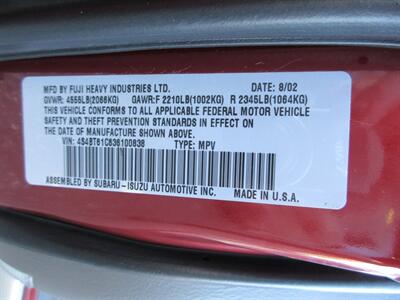 MFD. BY FUJI HEAVY INDUSTRIES LTD. DATE: 8/02
GVWR: 4555LB(2066KG) GAWR:F 2210LB(1002KG) R 2345LB(1064KG)
THIS VEHICLE CONFORMS TO ALL APPLICABLE FEDERAL MOTOR VEHICLE
SAFETY AND THEFT PREVENTION STANDARDS IN EFFECT ON
THE DATE OF MANUFACTURE SHOWN ABOVE.
VIN: 4S4BT61C836100838 TYPE: MPV
ASSEMBLED BY SUBARU-ISUZU AUTOMOTIVE INC. MADE IN U.S.A.